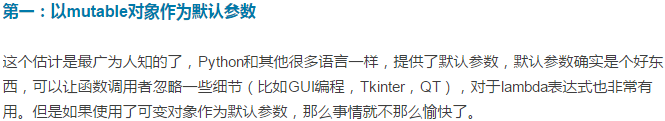 第一：以mutable对象作为默认参数
这个估计是最广为人知的了，Python和其他很多语言一样，提供了默认参数，默认参数确实是个好东
西，可以让函数调用者忽略一些细节（比如GUI编程，Tkinter，QT），对于lambda表达式也非常有
用。但是如果使用了可变对象作为默认参数，那么事情就不那么愉快了。